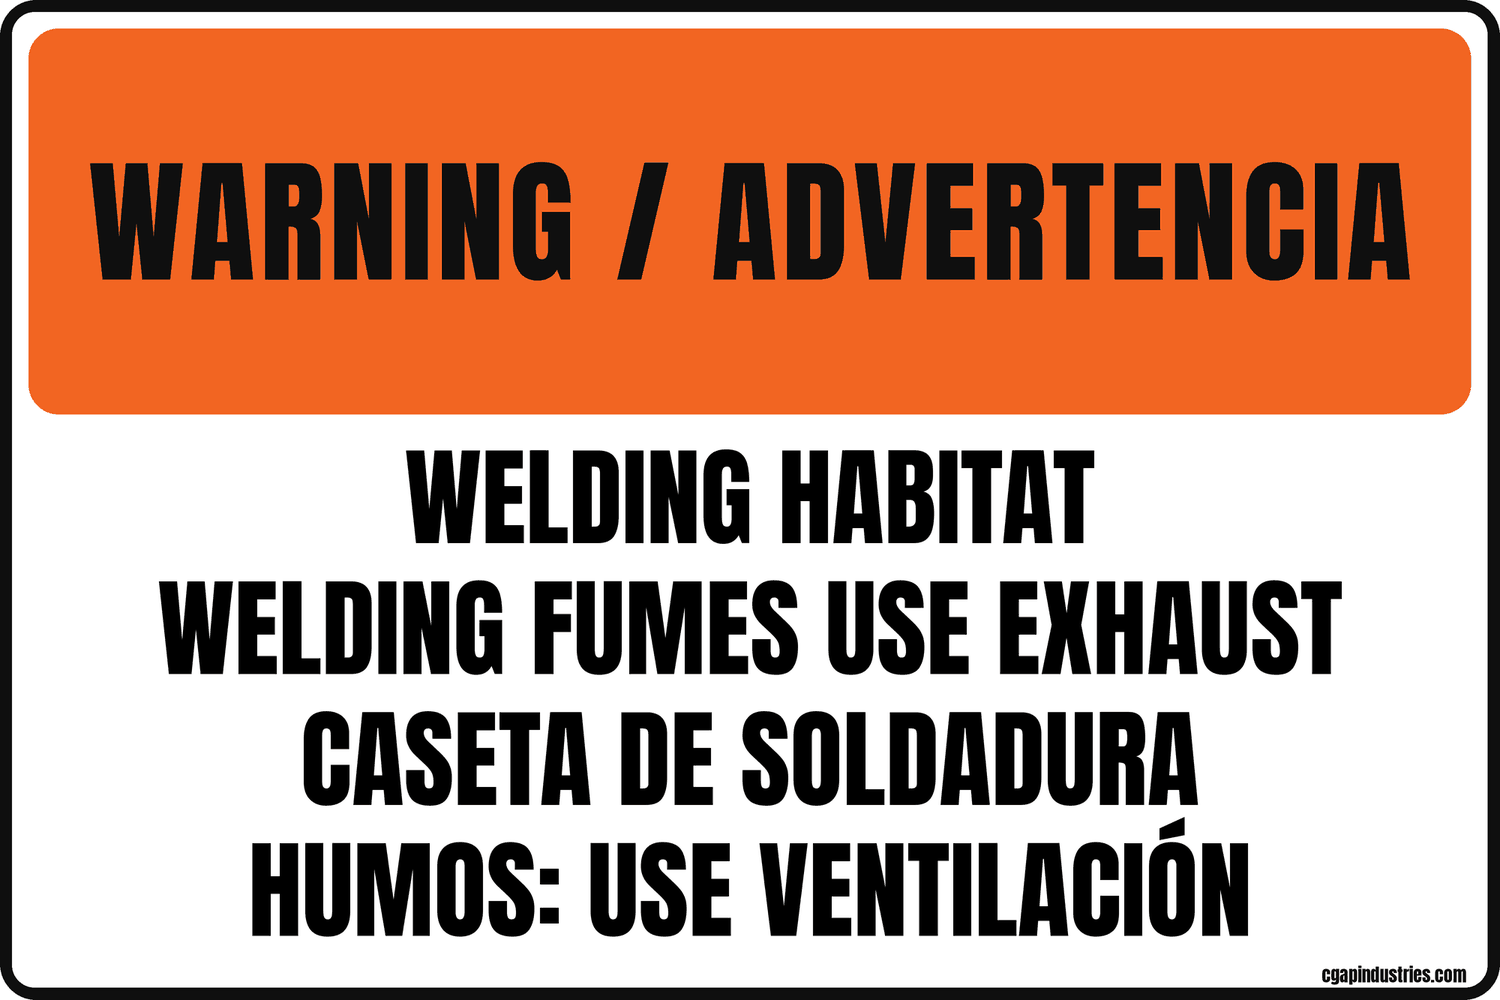 WARNING / ADVERTENCIA
WELDING HABITAT
WELDING FUMES USE EXHAUST
CASETA DE SOLDADURA
HUMOS: USE VENTILACIÓN
cgapindustries.com